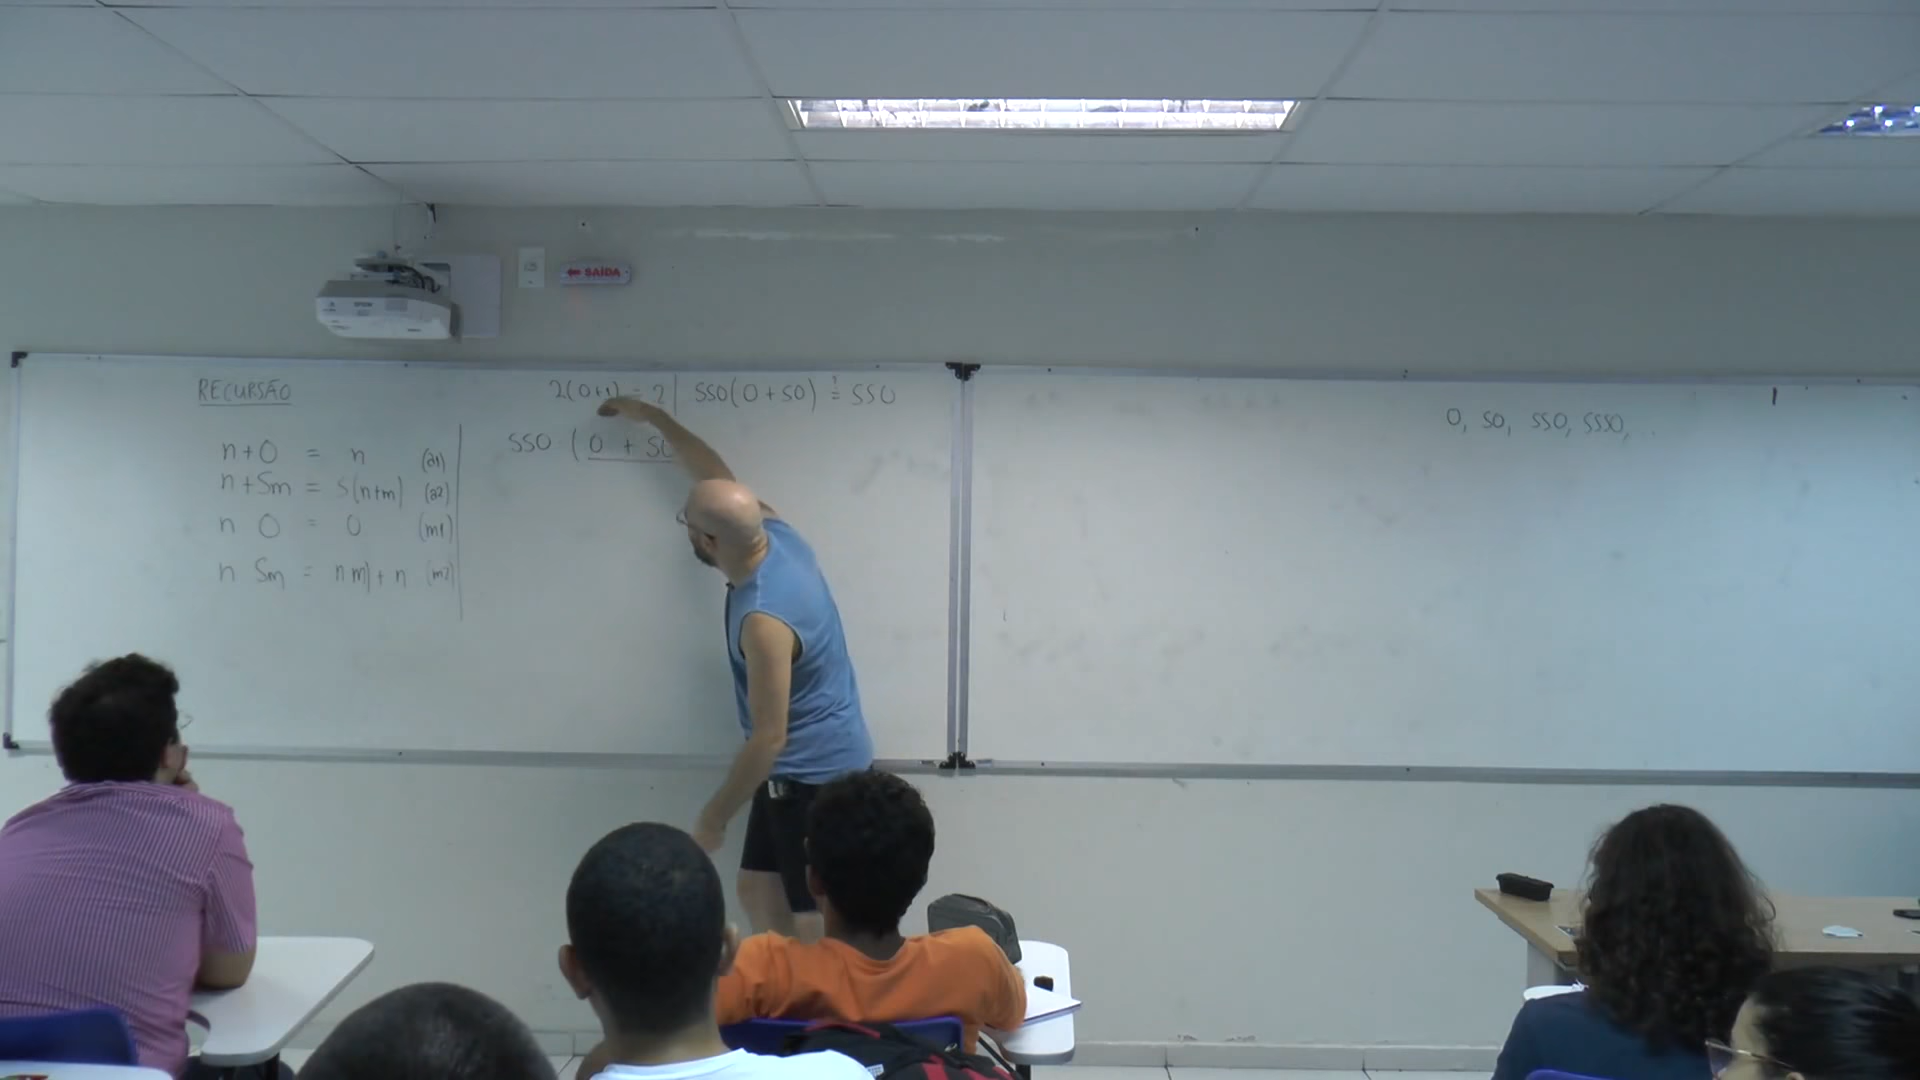 SAÍDA
EPSON
RECURSÃO
n + 0 = n (a1)
n + Sm = S(n+m) (a2)
n 0 = 0 (m1)
n Sm = n m) + n (m2)
2(0+1) = 2 | SS0(0 + S0) ?= SS0
SS0 · (0 + S0
0, S0, SS0, SSS0, ...